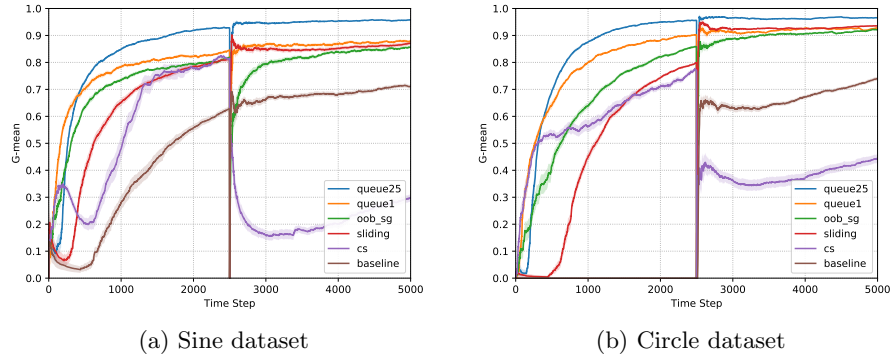 1.0
0.9
0.8
0.7
0.6
0.5
0.4
0.3
0.2
0.1
0.0
G-mean
0 1000 2000 3000 4000 5000
Time Step
queue25
queue1
oob_sg
sliding
cs
baseline
(a) Sine dataset
1.0
0.9
0.8
0.7
0.6
0.5
0.4
0.3
0.2
0.1
0.0
G-mean
0 1000 2000 3000 4000 5000
Time Step
queue25
queue1
oob_sg
sliding
cs
baseline
(b) Circle dataset